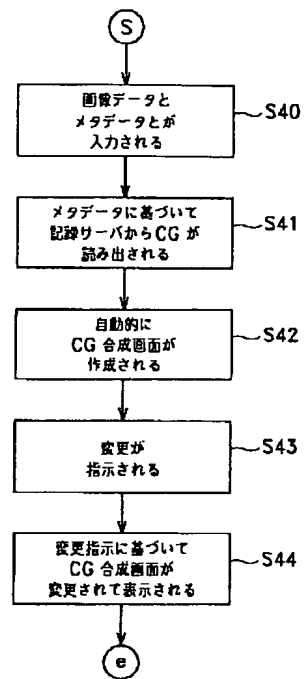 S
画像データと
メタデータとが
入力される
S40
メタデータに基づいて
記録サーバからCGが
読み出される
S41
自動的に
CG合成画面が
作成される
S42
変更が
指示される
S43
変更指示に基づいて
CG合成画面が
変更されて表示される
S44
e